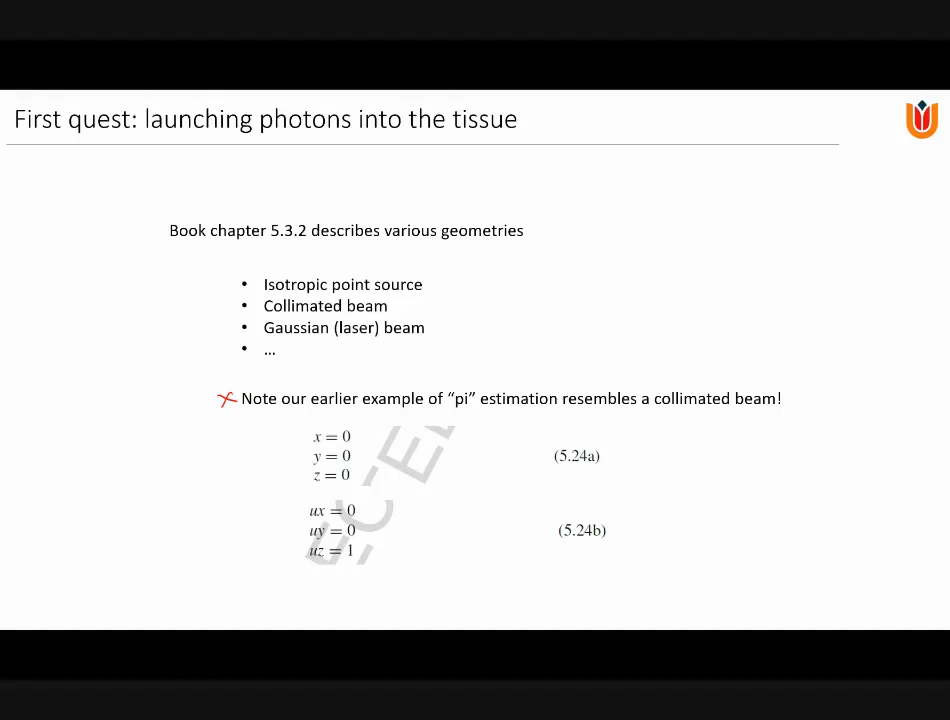 First quest: launching photons into the tissue
Book chapter 5.3.2 describes various geometries
• Isotropic point source
• Collimated beam
• Gaussian (laser) beam
• ...
Note our earlier example of “pi” estimation resembles a collimated beam!
x = 0
y = 0 (5.24a)
z = 0
ux = 0
uy = 0 (5.24b)
uz = 1